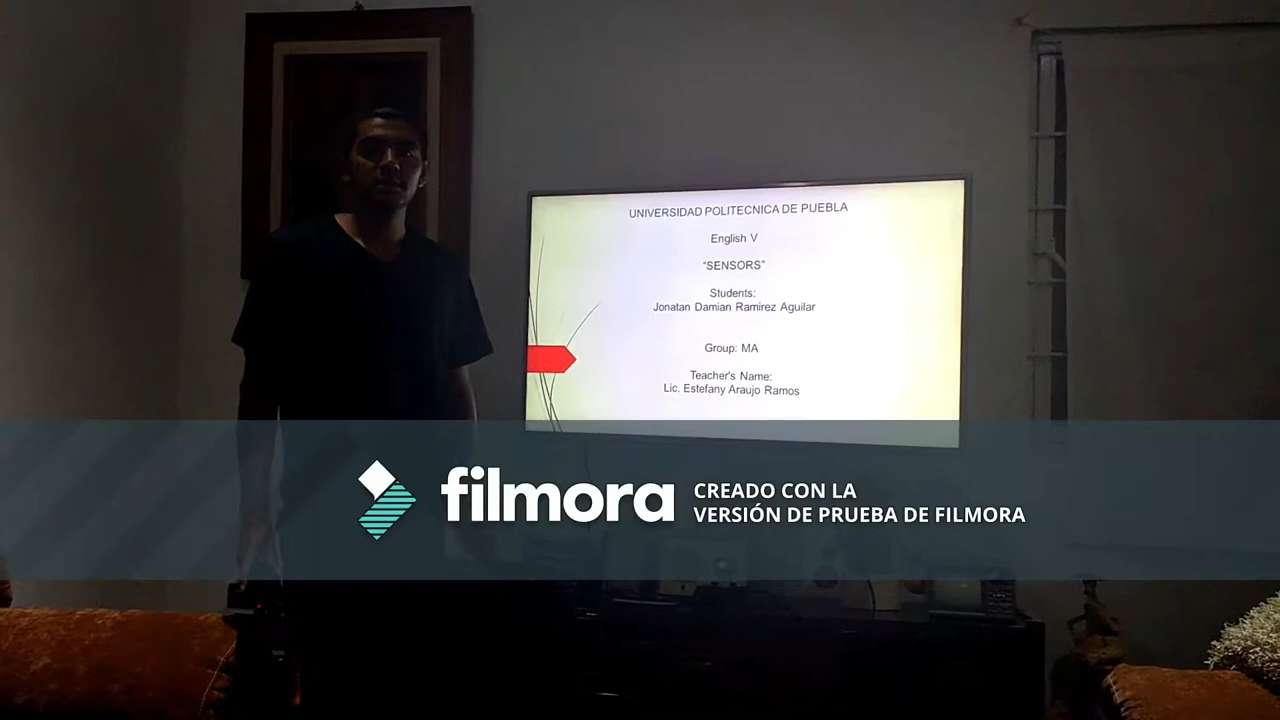 UNIVERSIDAD POLITECNICA DE PUEBLA
English V
"SENSORS"
Students:
Jonatan Damian Ramirez Aguilar
Group: MA
Teacher's Name:
Lic. Estefany Araujo Ramos
filmora
CREADO CON LA
VERSIÓN DE PRUEBA DE FILMORA